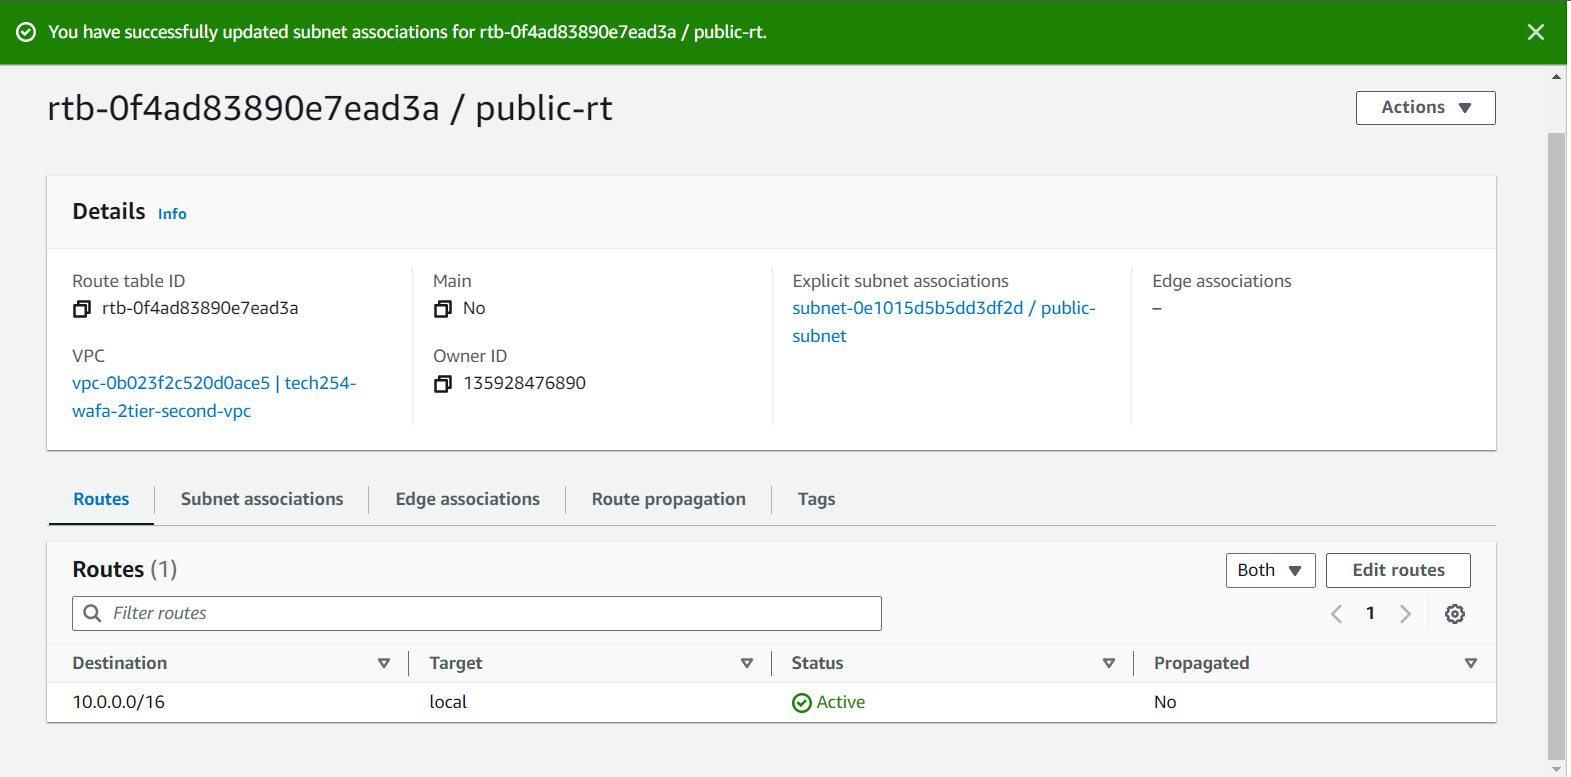 You have successfully updated subnet associations for rtb-0f4ad83890e7ead3a / public-rt.
rtb-0f4ad83890e7ead3a / public-rt
Actions
Details Info
Route table ID
rtb-0f4ad83890e7ead3a
Main
No
Explicit subnet associations
subnet-0e1015d5b5dd3df2d / public-
subnet
Edge associations
–
VPC
vpc-0b023f2c520d0ace5 | tech254-
wafa-2tier-second-vpc
Owner ID
135928476890
Routes
Subnet associations
Edge associations
Route propagation
Tags
Routes (1)
Both
Edit routes
Filter routes
1
Destination Target Status Propagated
10.0.0.0/16 local Active No